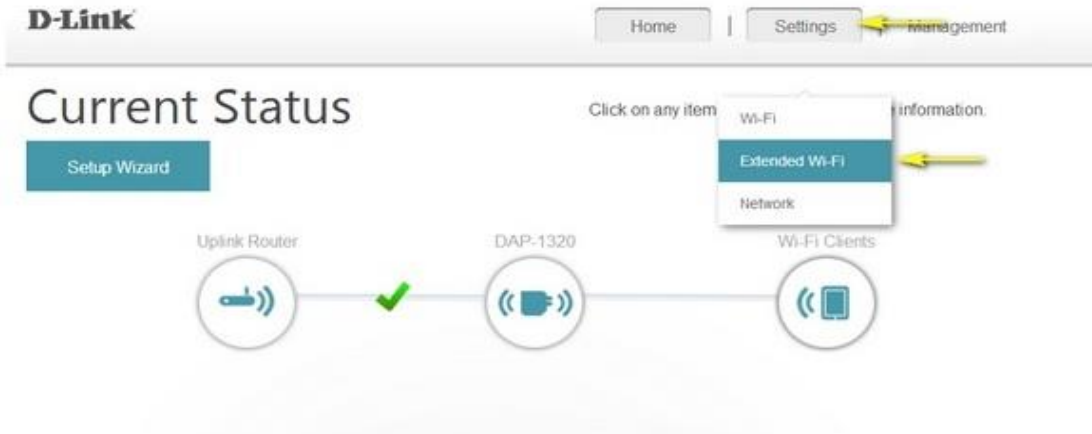 D-Link
Home | Settings | Management
Current Status
Click on any item information.
Setup Wizard
Wi-Fi
Extended Wi-Fi
Network
Uplink Router
DAP-1320
Wi-Fi Clients